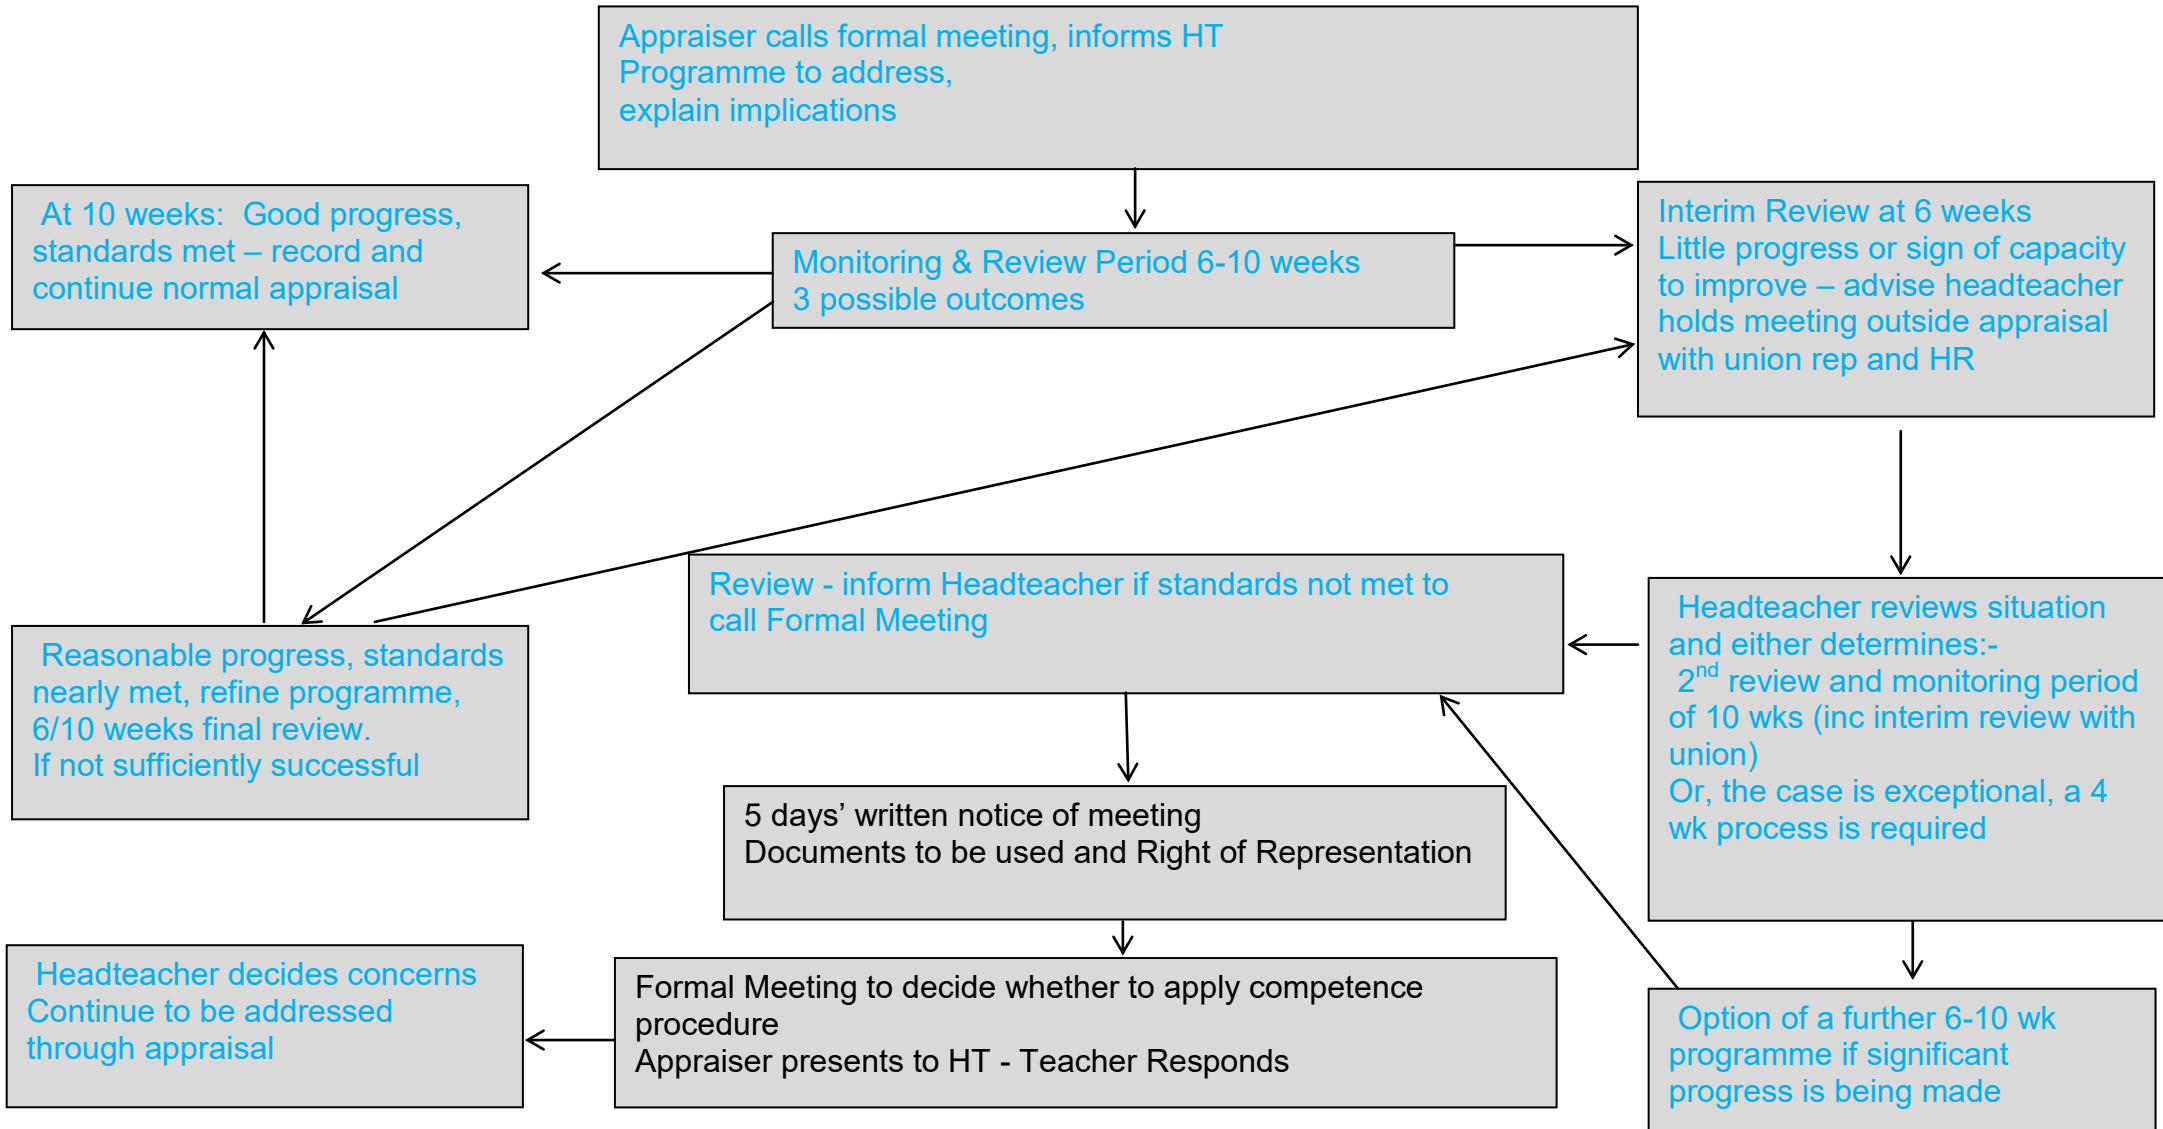 Appraiser calls formal meeting, informs HT
Programme to address,
explain implications
At 10 weeks:  Good progress,
standards met – record and
continue normal appraisal
Monitoring & Review Period 6-10 weeks
3 possible outcomes
Interim Review at 6 weeks
Little progress or sign of capacity
to improve – advise headteacher
holds meeting outside appraisal
with union rep and HR
Reasonable progress, standards
nearly met, refine programme,
6/10 weeks final review.
If not sufficiently successful
Review - inform Headteacher if standards not met to
call Formal Meeting
Headteacher reviews situation
and either determines:-
2nd review and monitoring period
of 10 wks (inc interim review with
union)
Or, the case is exceptional, a 4
wk process is required
5 days’ written notice of meeting
Documents to be used and Right of Representation
Headteacher decides concerns
Continue to be addressed
through appraisal
Formal Meeting to decide whether to apply competence
procedure
Appraiser presents to HT - Teacher Responds
Option of a further 6-10 wk
programme if significant
progress is being made